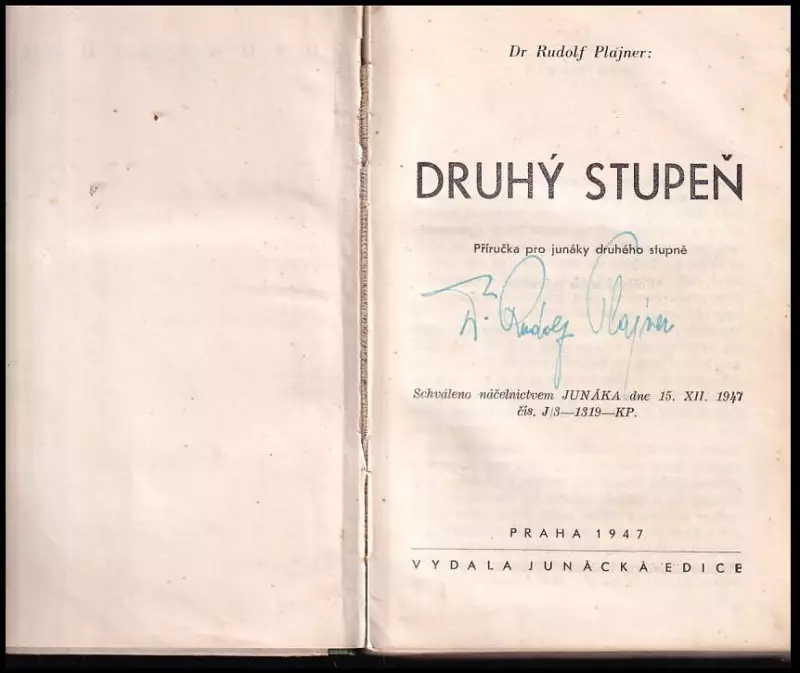 Dr Rudolf Plajner:
DRUHÝ STUPEŇ
Příručka pro junáky druhého stupně
Dr. Rudolf Plajner
Schváleno náčelnictvem JUNÁKA dne 15. XII. 1947
čís. J/3—1319—KP.
PRAHA 1947
VYDALA JUNÁCKÁ EDICE